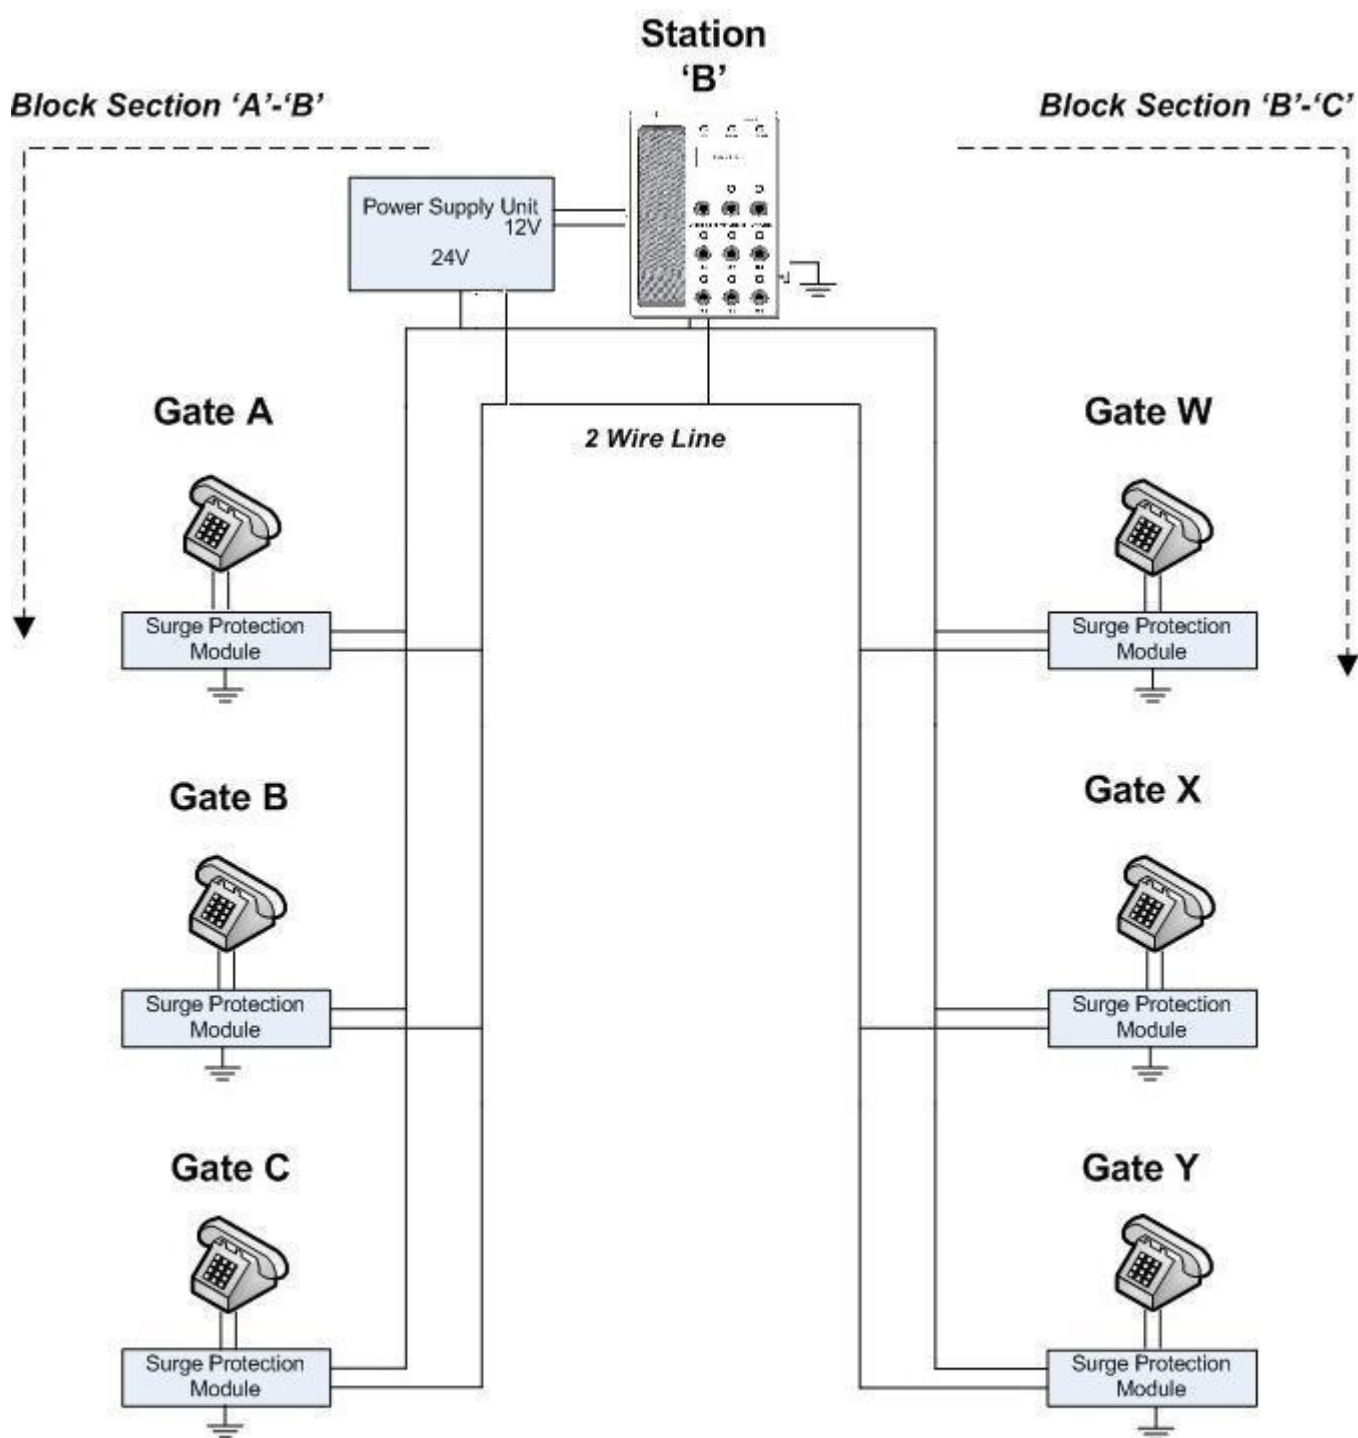 Station
‘B’
Block Section ‘A’-‘B’
Block Section ‘B’-‘C’
Power Supply Unit
12V
24V
2 Wire Line
Gate A
Surge Protection
Module
Gate W
Surge Protection
Module
Gate B
Surge Protection
Module
Gate X
Surge Protection
Module
Gate C
Surge Protection
Module
Gate Y
Surge Protection
Module